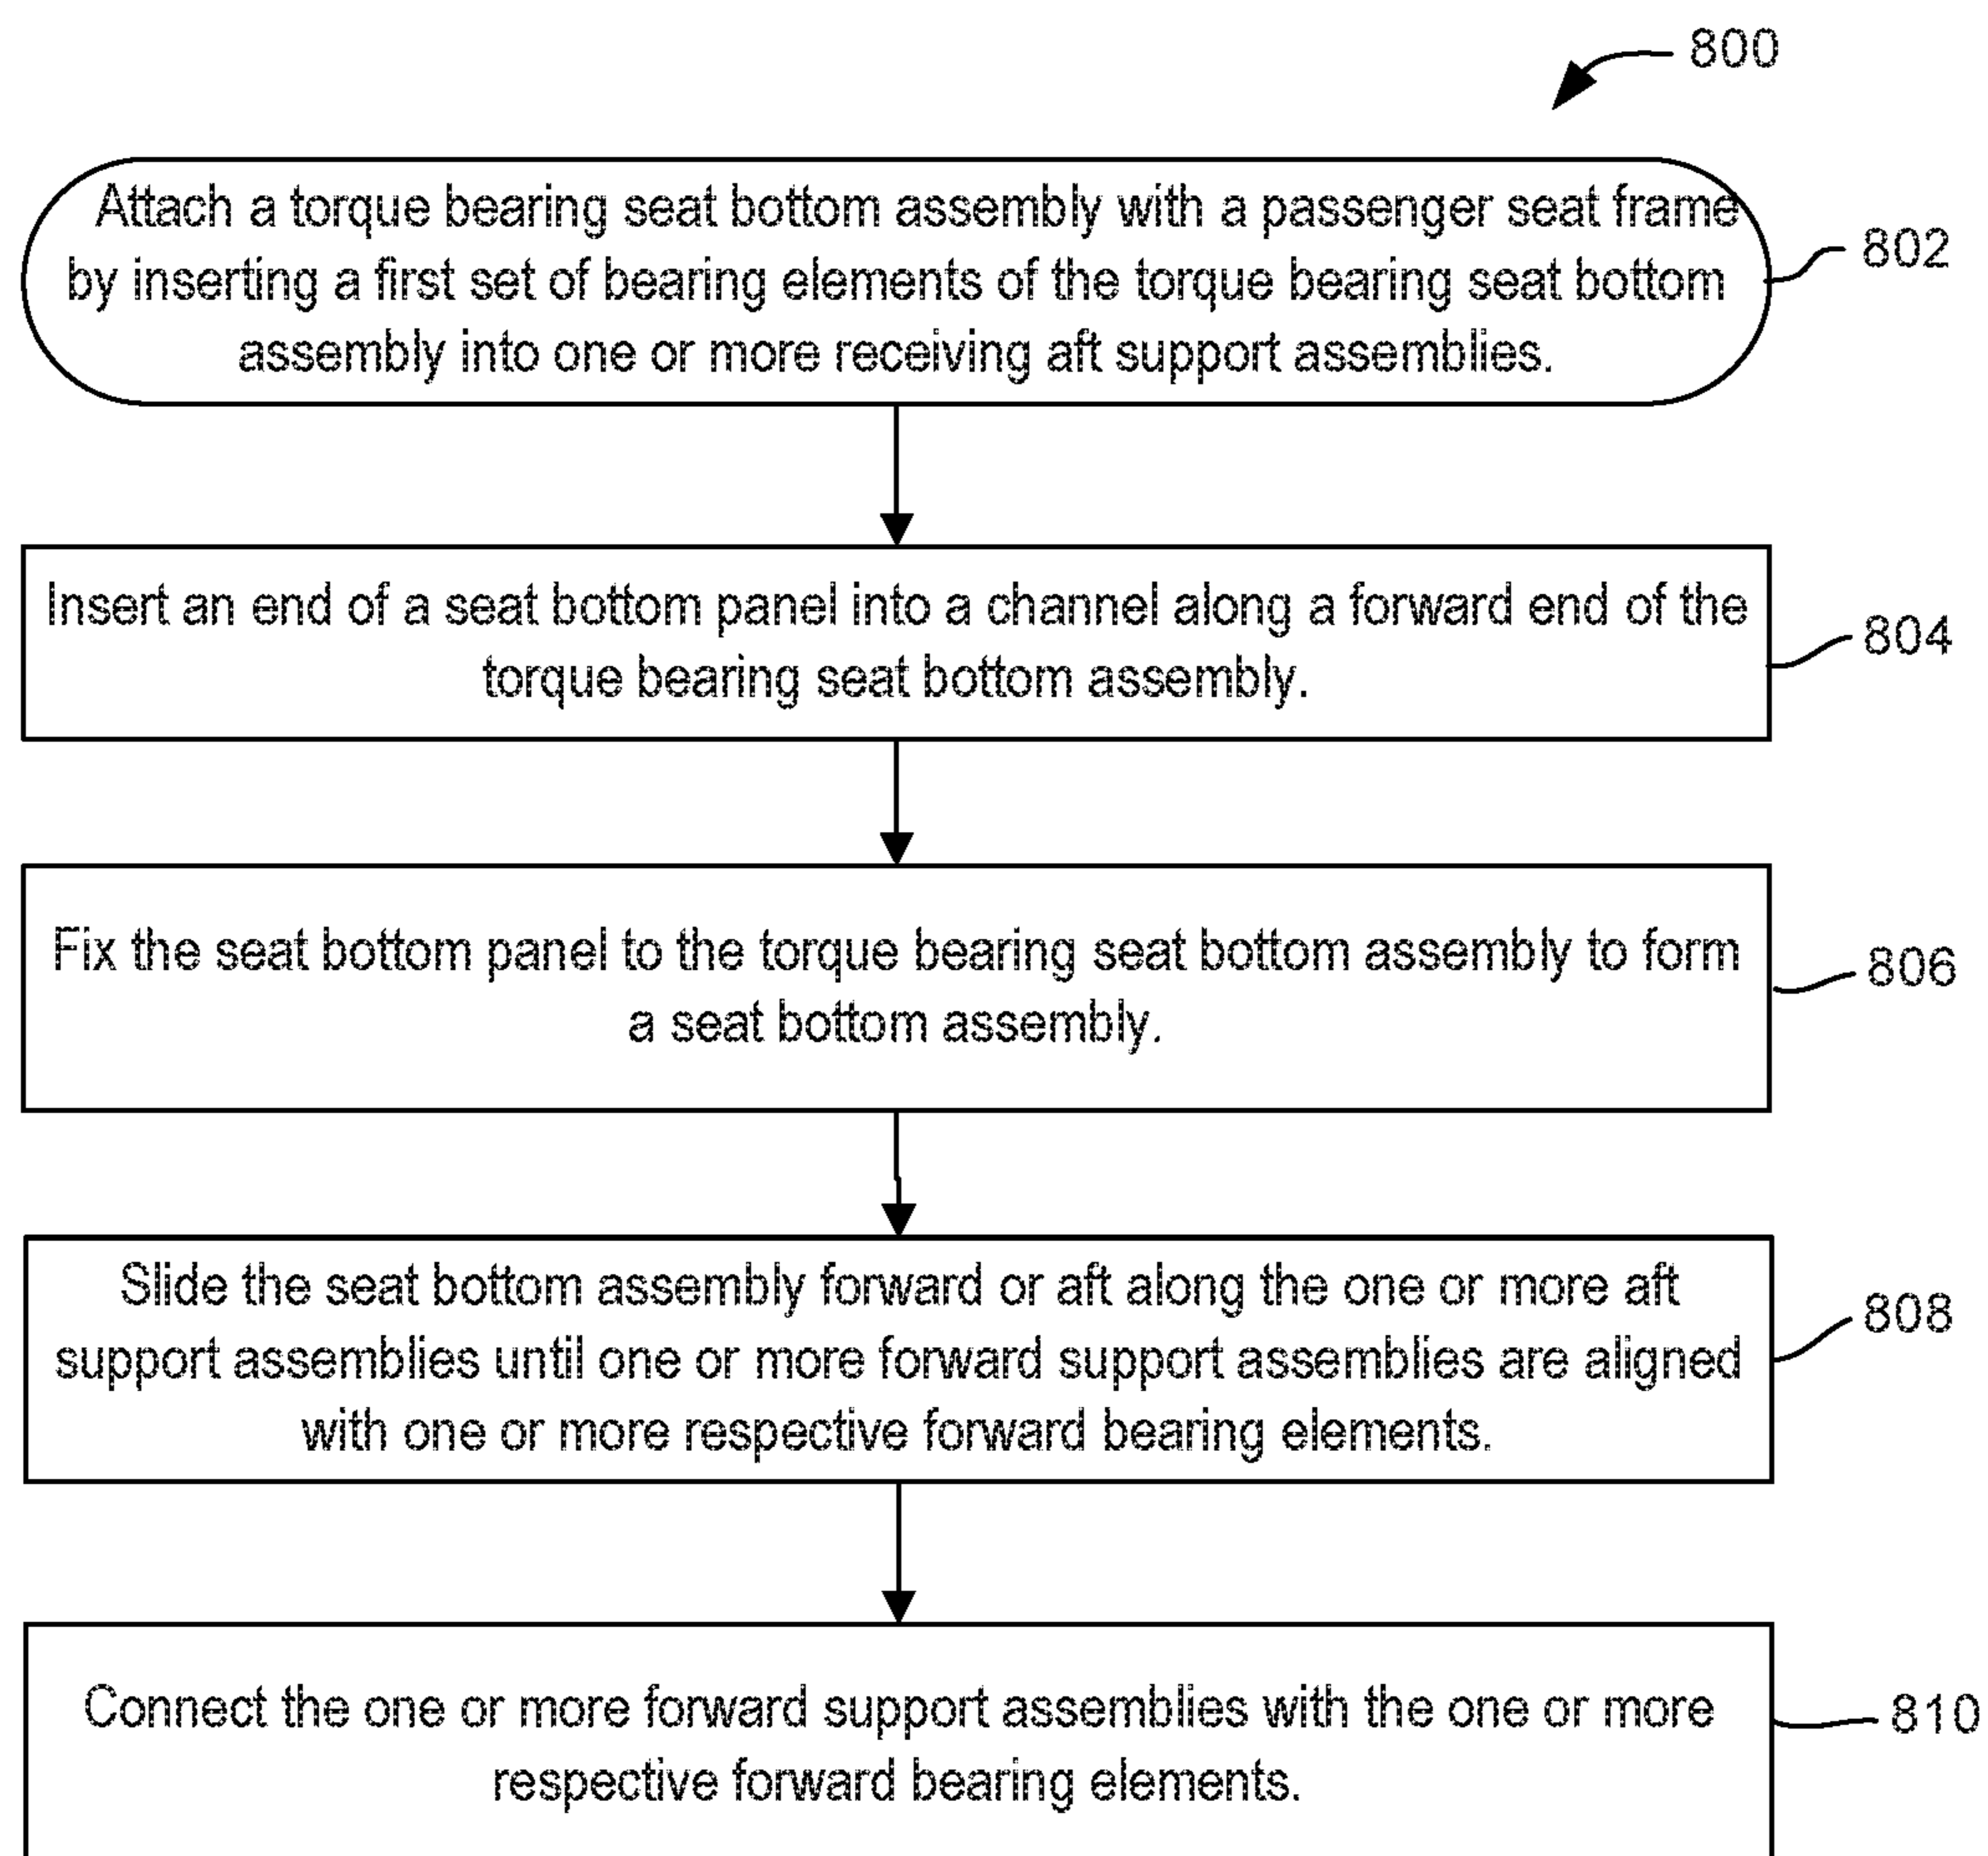 800
Attach a torque bearing seat bottom assembly with a passenger seat frame
by inserting a first set of bearing elements of the torque bearing seat bottom
assembly into one or more receiving aft support assemblies.
802
Insert an end of a seat bottom panel into a channel along a forward end of the
torque bearing seat bottom assembly.
804
Fix the seat bottom panel to the torque bearing seat bottom assembly to form
a seat bottom assembly.
806
Slide the seat bottom assembly forward or aft along the one or more aft
support assemblies until one or more forward support assemblies are aligned
with one or more respective forward bearing elements.
808
Connect the one or more forward support assemblies with the one or more
respective forward bearing elements.
810